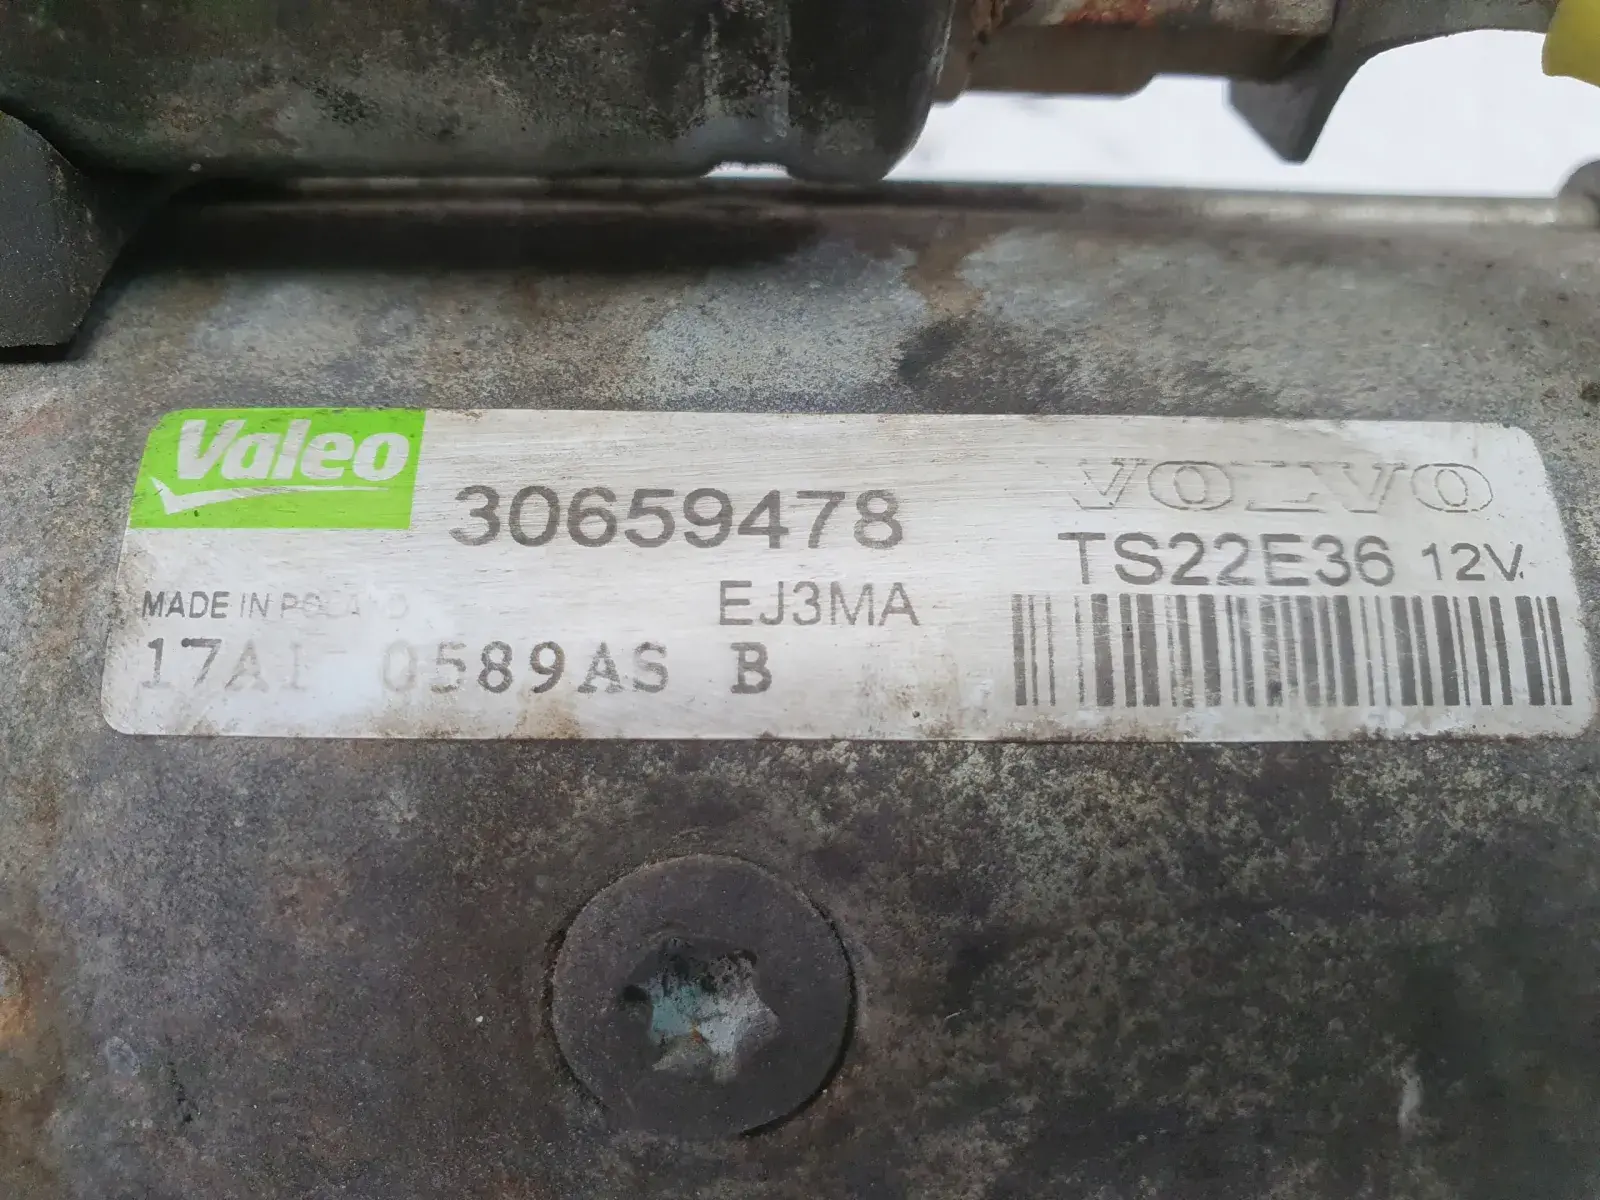 Valeo
30659478
VOLVO
TS22E36 12V.
MADE IN POLAND
EJ3MA
0589AS B